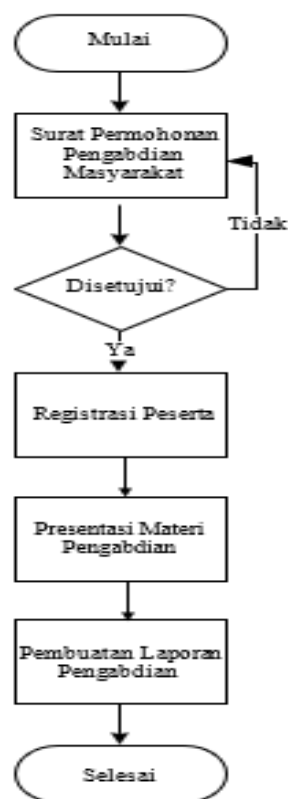 Mulai
Surat Permohonan
Pengabdian
Masyarakat
Tidak
Disetujui?
Ya
Registrasi Peserta
Presentasi Materi
Pengabdian
Pembuatan Laporan
Pengabdian
Selesai